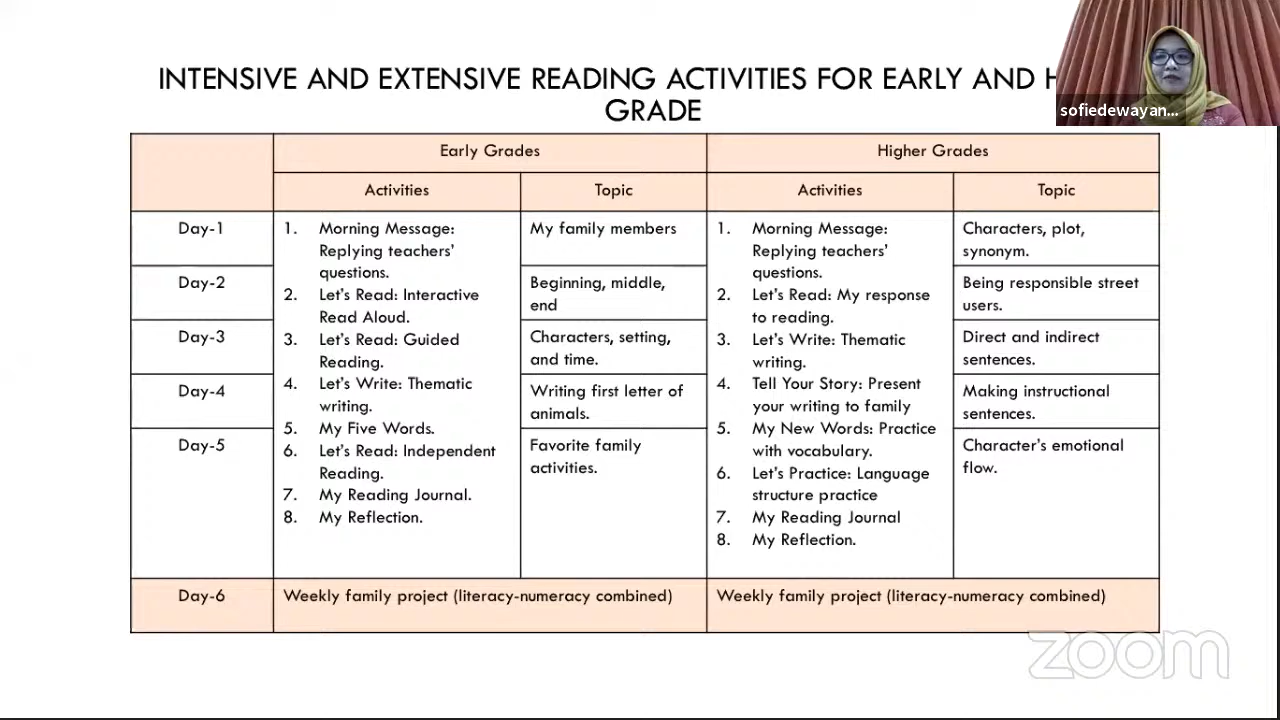 INTENSIVE AND EXTENSIVE READING ACTIVITIES FOR EARLY AND
GRADE
sofiedewayan...
Early Grades
Higher Grades
Activities
Topic
Activities
Topic
Day-1
1. Morning Message:
Replying teachers'
questions.
2. Let's Read: Interactive
Read Aloud.
3. Let's Read: Guided
Reading.
4. Let's Write: Thematic
writing.
5. My Five Words.
6. Let's Read: Independent
Reading.
7. My Reading Journal.
8. My Reflection.
My family members
1. Morning Message:
Replying teachers'
questions.
2. Let's Read: My response
to reading.
3. Let's Write: Thematic
writing.
4. Tell Your Story: Present
your writing to family
5. My New Words: Practice
with vocabulary.
6. Let's Practice: Language
structure practice
7. My Reading Journal
8. My Reflection.
Characters, plot,
synonym.
Day-2
Beginning, middle,
end
Being responsible street
users.
Day-3
Characters, setting,
and time.
Direct and indirect
sentences.
Day-4
Writing first letter of
animals.
Making instructional
sentences.
Day-5
Favorite family
activities.
Character's emotional
flow.
Day-6
Weekly family project (literacy-numeracy combined)
Weekly family project (literacy-numeracy combined)
zoom